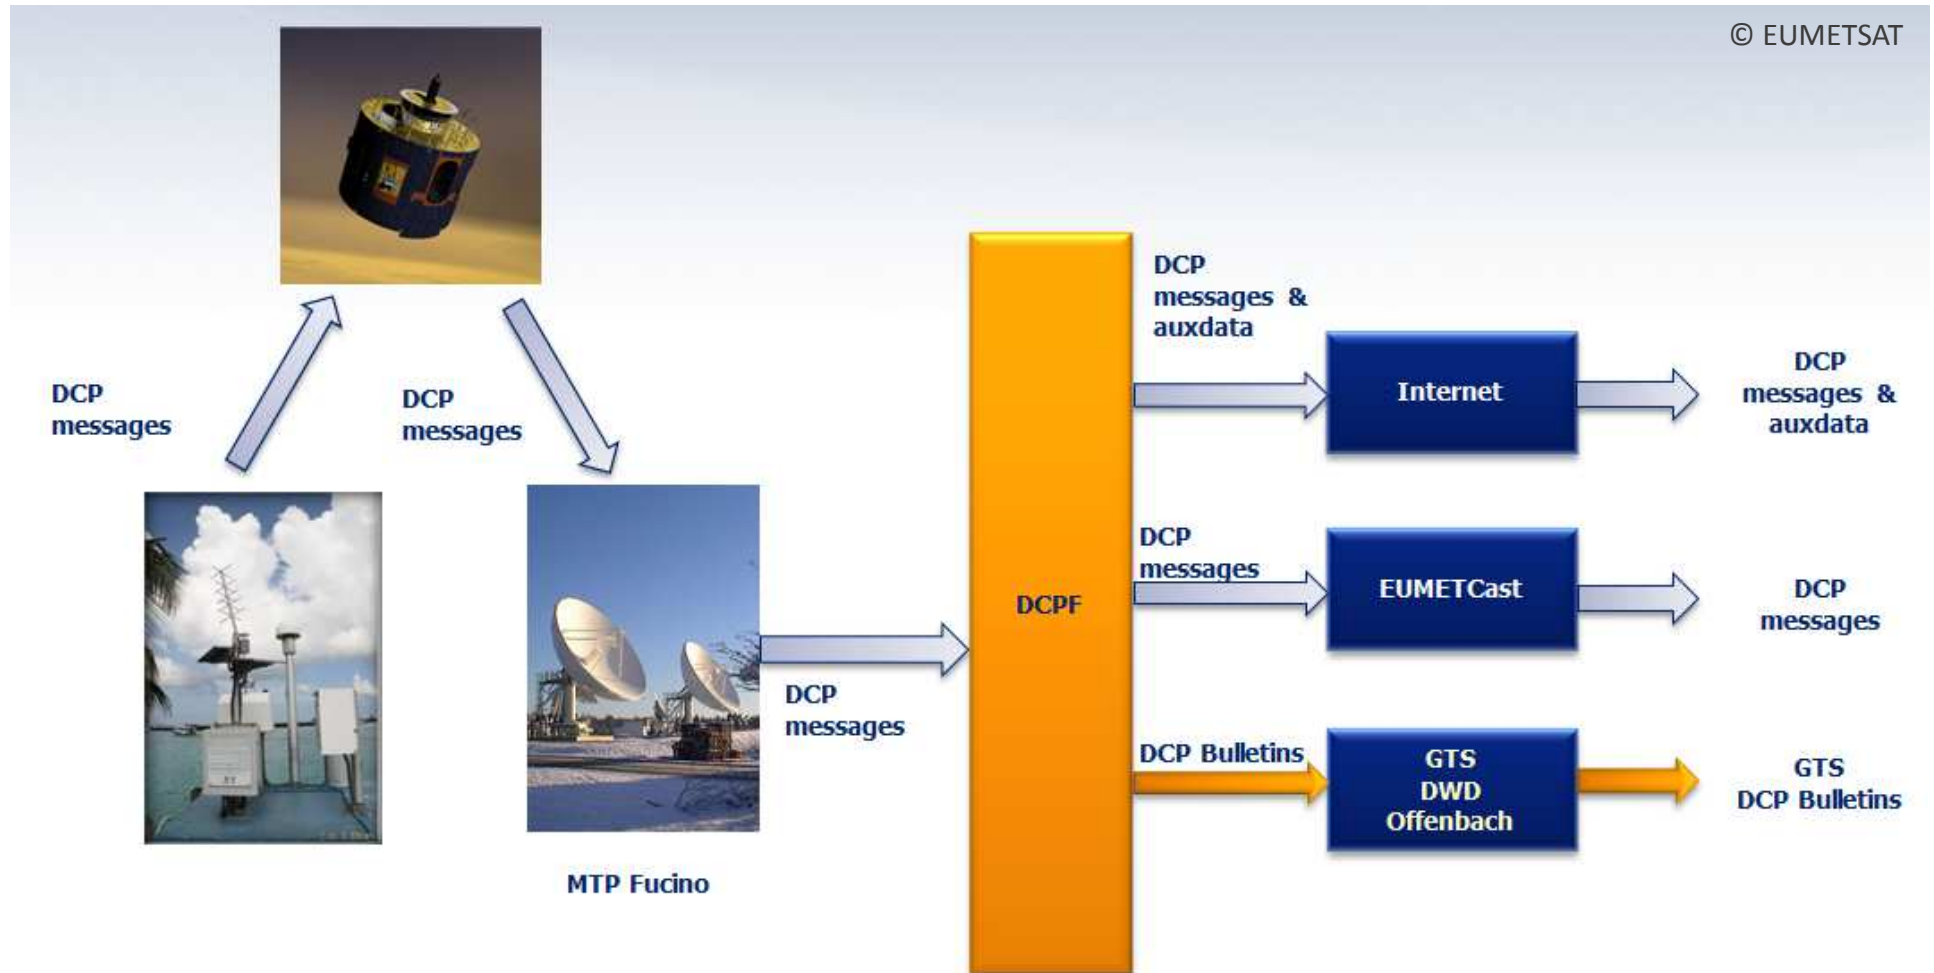 © EUMETSAT
DCP
messages
DCP
messages
MTP Fucino
DCP
messages
DCPF
DCP
messages &
auxdata
Internet
DCP
messages &
auxdata
DCP
messages
EUMETCast
DCP
messages
DCP Bulletins
GTS
DWD
Offenbach
GTS
DCP Bulletins